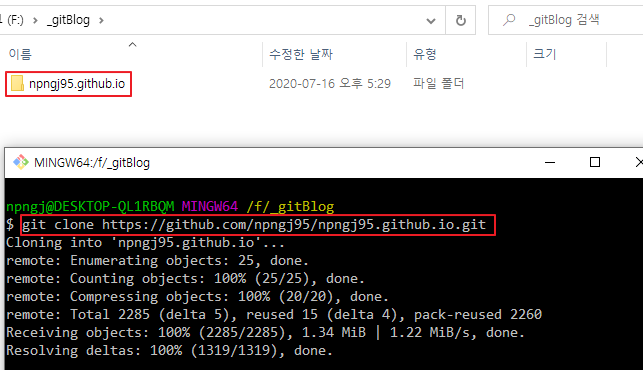 (F:) > _gitBlog >
_gitBlog 검색
이름
수정한 날짜
유형
크기
npngj95.github.io
2020-07-16 오후 5:29
파일 폴더
MINGW64:/f/_gitBlog
npngj@DESKTOP-QL1RBQM MINGW64 /f/_gitBlog
$ git clone https://github.com/npngj95/npngj95.github.io.git
Cloning into 'npngj95.github.io'...
remote: Enumerating objects: 25, done.
remote: Counting objects: 100% (25/25), done.
remote: Compressing objects: 100% (20/20), done.
remote: Total 2285 (delta 5), reused 15 (delta 4), pack-reused 2260
Receiving objects: 100% (2285/2285), 1.34 MiB | 1.22 MiB/s, done.
Resolving deltas: 100% (1319/1319), done.